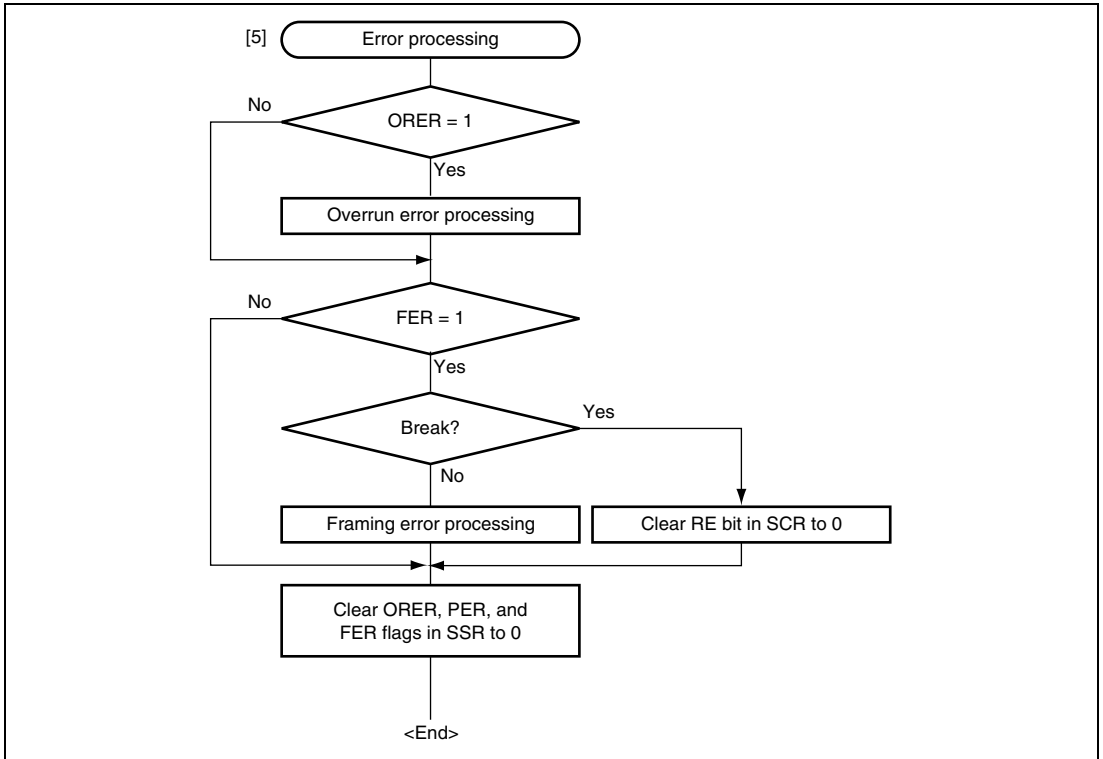 [5] Error processing
No
ORER = 1
Yes
Overrun error processing
No
FER = 1
Yes
Yes
Break?
No
Framing error processing
Clear RE bit in SCR to 0
Clear ORER, PER, and
FER flags in SSR to 0
<End>